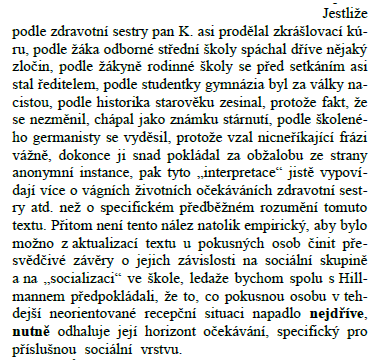 Jestliže
podle zdravotní sestry pan K. asi prodělal zkrášlovací kú-
ru, podle žáka odborné střední školy spáchal dříve nějaký
zločin, podle žákyně rodinné školy se před setkáním asi
stal ředitelem, podle studentky gymnázia byl za války na-
cistou, podle historika starověku zesinal, protože fakt, že
se nezměnil, chápal jako známku stárnutí, podle školené-
ho germanisty se vyděsil, protože vzal nicneříkající frázi
vážně, dokonce ji snad pokládal za obžalobu ze strany
anonymní instance, pak tyto „interpretace“ jistě vypoví-
dají více o vágních životních očekáváních zdravotní sest-
ry atd. než o specifickém předběžném rozumění tomuto
textu. Přitom není tento nález natolik empirický, aby bylo
možno z aktualizací textu u pokusných osob činit pře-
svědčivé závěry o jejich závislosti na sociální skupině
a na „socializaci“ ve škole, ledaže bychom spolu s Hill-
mannem předpokládali, že to, co pokusnou osobu v teh-
dejší neorientované recepční situaci napadlo nejdříve,
nutně odhaluje její horizont očekávání, specifický pro
příslušnou sociální vrstvu.